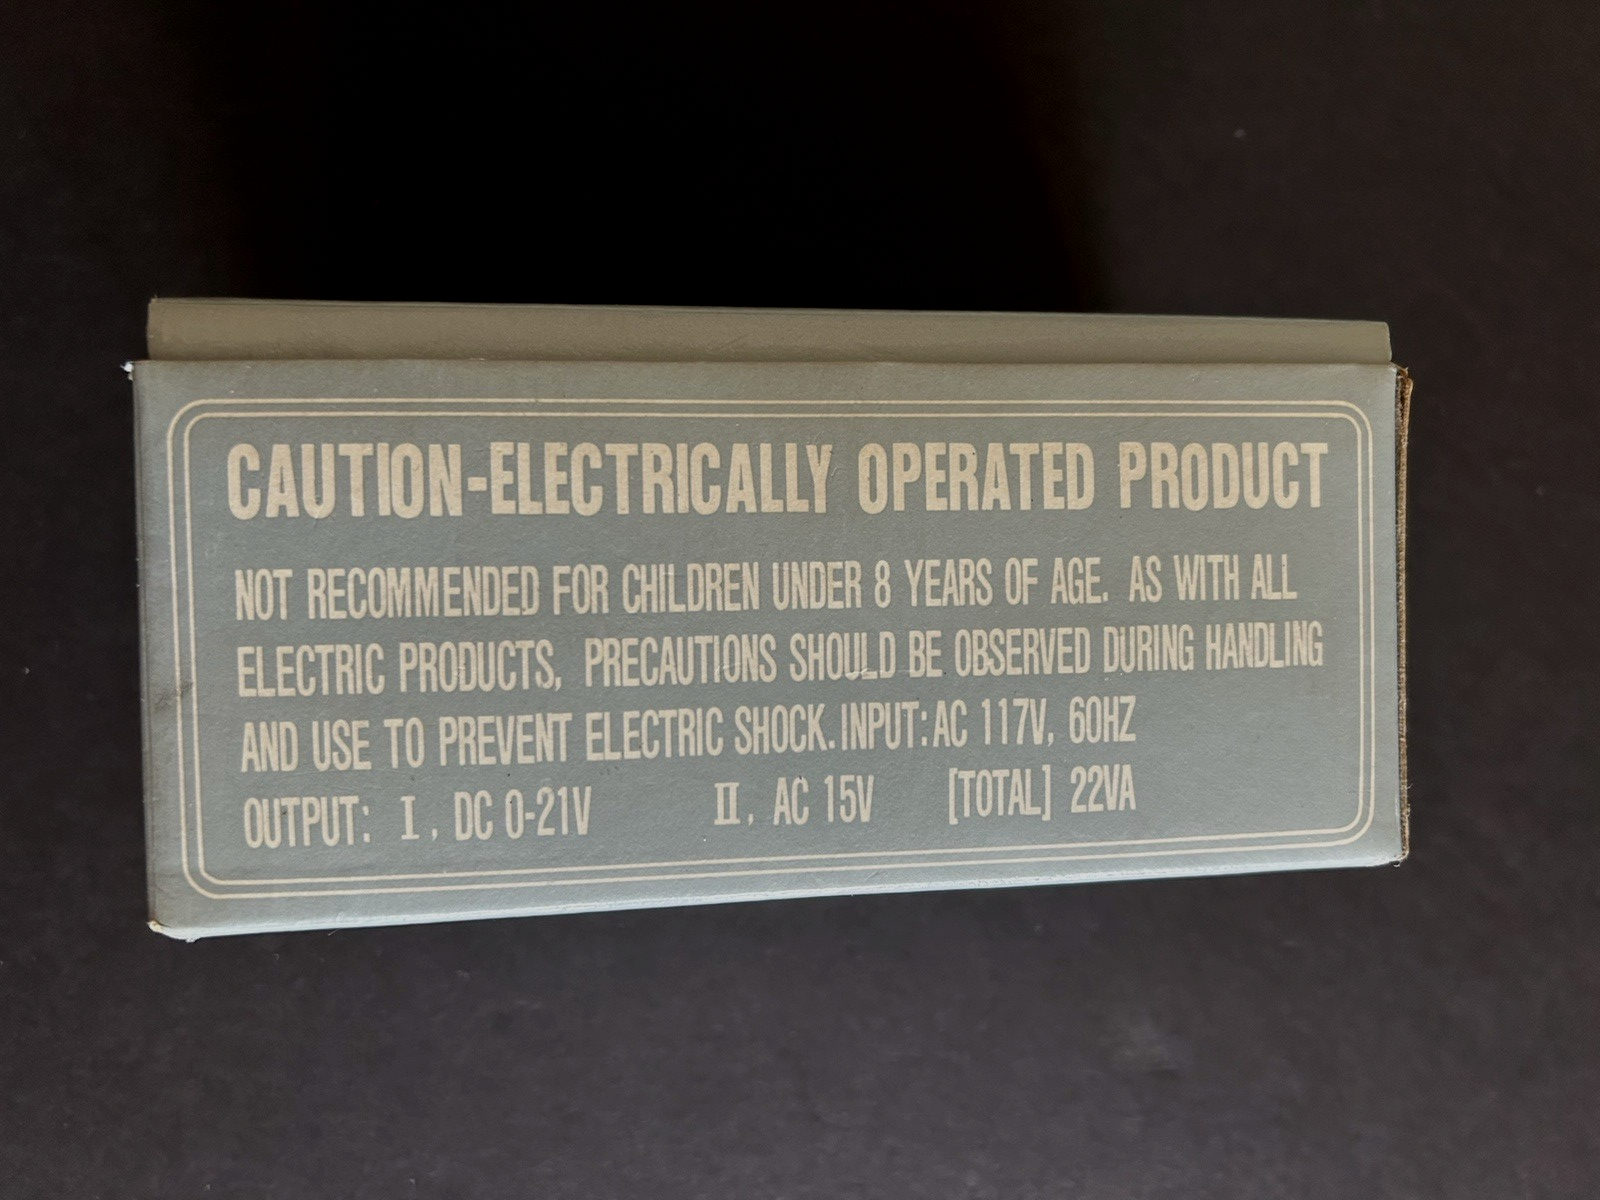 CAUTION-ELECTRICALLY OPERATED PRODUCT
NOT RECOMMENDED FOR CHILDREN UNDER 8 YEARS OF AGE. AS WITH ALL
ELECTRIC PRODUCTS, PRECAUTIONS SHOULD BE OBSERVED DURING HANDLING
AND USE TO PREVENT ELECTRIC SHOCK. INPUT: AC 117V, 60HZ
OUTPUT: I, DC 0-21V II, AC 15V [TOTAL] 22VA